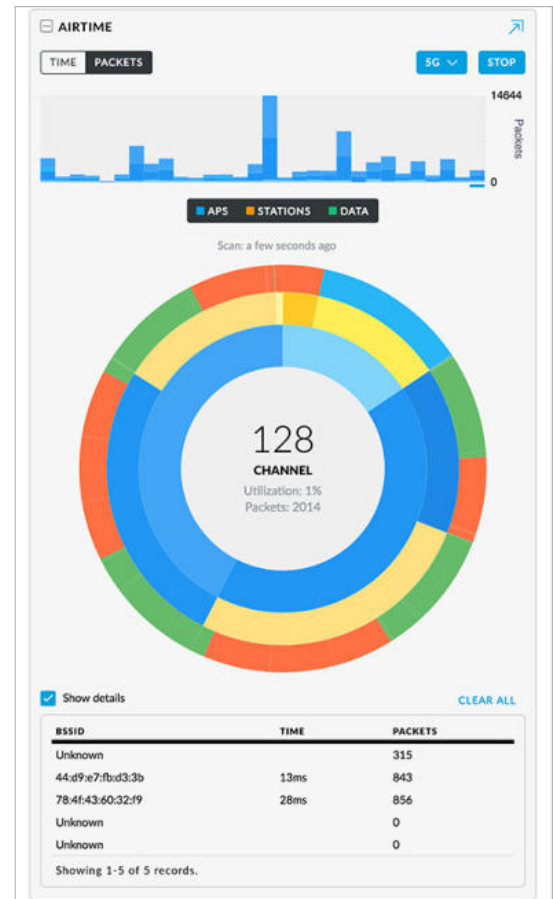 AIRTIME
TIME PACKETS 5G STOP
14644
Packets
0
APS STATIONS DATA
Scan: a few seconds ago
128
CHANNEL
Utilization: 1%
Packets: 2014
Show details CLEAR ALL
BSSID TIME PACKETS
Unknown 315
44:d9:e7:fb:d3:3b 13ms 843
78:4f:43:60:32:f9 28ms 856
Unknown 0
Unknown 0
Showing 1-5 of 5 records.